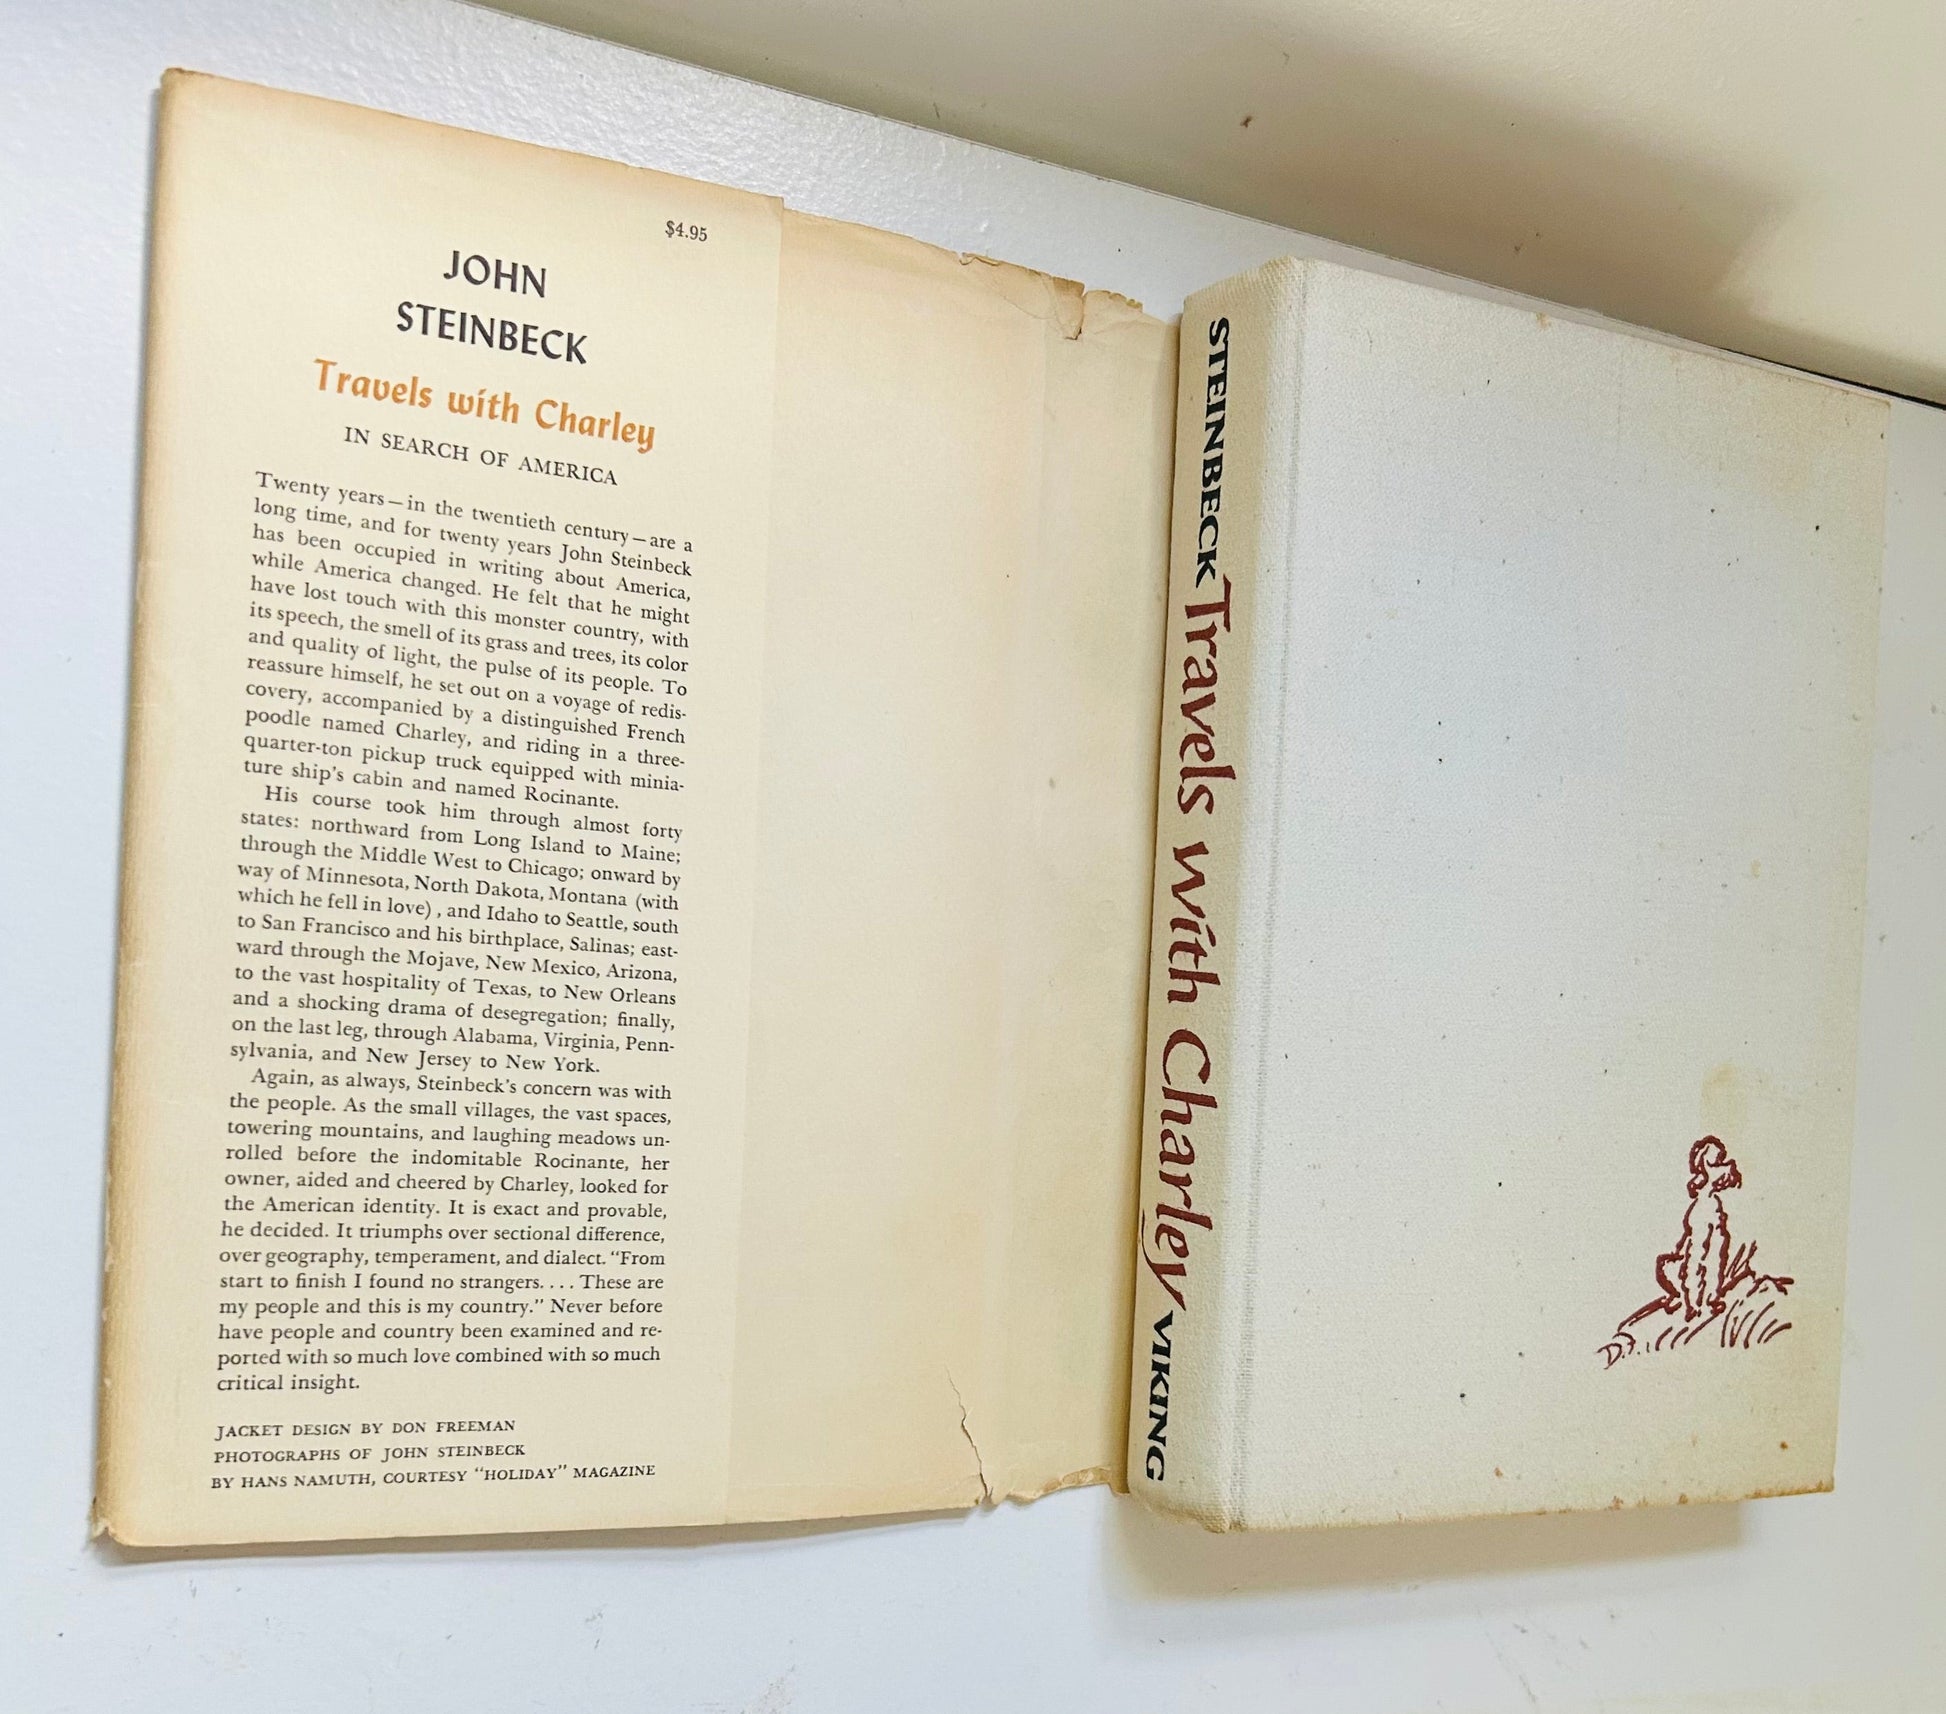 $4.95
JOHN
STEINBECK
Travels with Charley
IN SEARCH OF AMERICA
Twenty years—in the twentieth century—are a
long time, and for twenty years John Steinbeck
has been occupied in writing about America,
while America changed. He felt that he might
have lost touch with this monster country, with
its speech, the smell of its grass and trees, its color
and quality of light, the pulse of its people. To
reassure himself, he set out on a voyage of redis-
covery, accompanied by a distinguished French
poodle named Charley, and riding in a three-
quarter-ton pickup truck equipped with minia-
ture ship's cabin and named Rocinante.
His course took him through almost forty
states: northward from Long Island to Maine;
through the Middle West to Chicago; onward by
way of Minnesota, North Dakota, Montana (with
which he fell in love), and Idaho to Seattle, south
to San Francisco and his birthplace, Salinas; east-
ward through the Mojave, New Mexico, Arizona,
to the vast hospitality of Texas, to New Orleans
and a shocking drama of desegregation; finally,
on the last leg, through Alabama, Virginia, Penn-
sylvania, and New Jersey to New York.
Again, as always, Steinbeck's concern was with
the people. As the small villages, the vast spaces,
towering mountains, and laughing meadows un-
rolled before the indomitable Rocinante, her
owner, aided and cheered by Charley, looked for
the American identity. It is exact and provable,
he decided. It triumphs over sectional difference,
over geography, temperament, and dialect. "From
start to finish I found no strangers. . . . These are
my people and this is my country." Never before
have people and country been examined and re-
ported with so much love combined with so much
critical insight.
JACKET DESIGN BY DON FREEMAN
PHOTOGRAPHS OF JOHN STEINBECK
BY HANS NAMUTH, COURTESY "HOLIDAY" MAGAZINE
STEINBECK Travels with Charley VIKING
D.F.